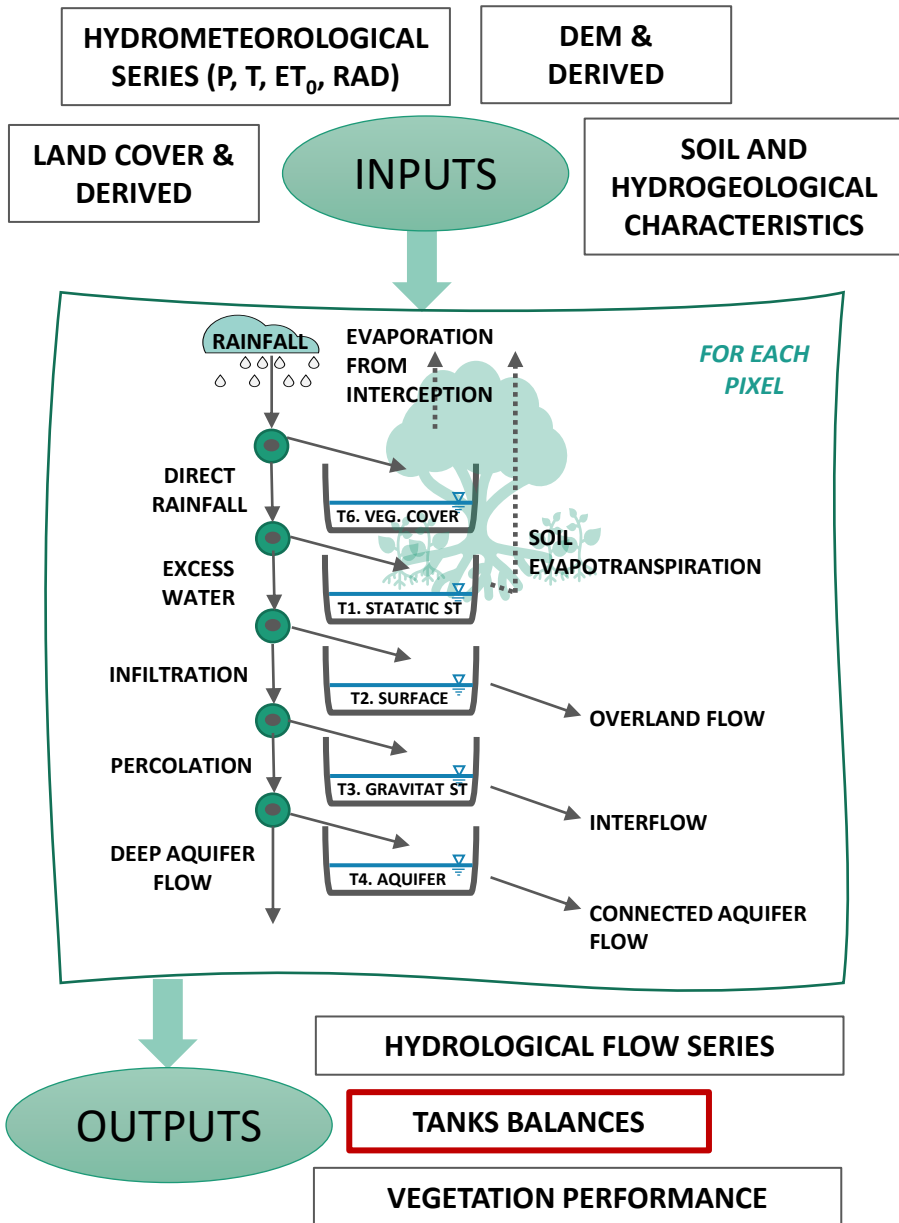 HYDROMETEOROLOGICAL
SERIES (P, T, ET₀, RAD)
DEM &
DERIVED
LAND COVER &
DERIVED
INPUTS
SOIL AND
HYDROGEOLOGICAL
CHARACTERISTICS
RAINFALL
EVAPORATION
FROM
INTERCEPTION
FOR EACH
PIXEL
DIRECT
RAINFALL
T6. VEG. COVER
SOIL
EVAPOTRANSPIRATION
EXCESS
WATER
T1. STATATIC ST
INFILTRATION
T2. SURFACE
OVERLAND FLOW
PERCOLATION
T3. GRAVITAT ST
INTERFLOW
DEEP AQUIFER
FLOW
T4. AQUIFER
CONNECTED AQUIFER
FLOW
HYDROLOGICAL FLOW SERIES
OUTPUTS
TANKS BALANCES
VEGETATION PERFORMANCE